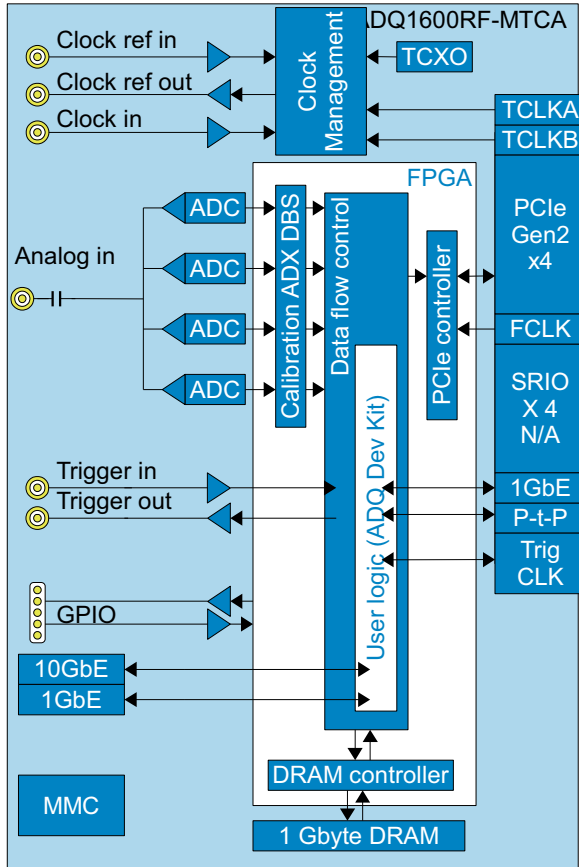 ADQ1600RF-MTCA
Clock ref in
Clock ref out
Clock in
Clock
Management
TCXO
TCLKA
TCLKB
FPGA
ADC
ADC
ADC
ADC
Analog in
Calibration ADX DBS
Data flow control
User logic (ADQ Dev Kit)
PCIe controller
PCIe
Gen2
x4
FCLK
SRIO
X 4
N/A
1GbE
P-t-P
Trig
CLK
Trigger in
Trigger out
GPIO
10GbE
1GbE
DRAM controller
MMC
1 Gbyte DRAM